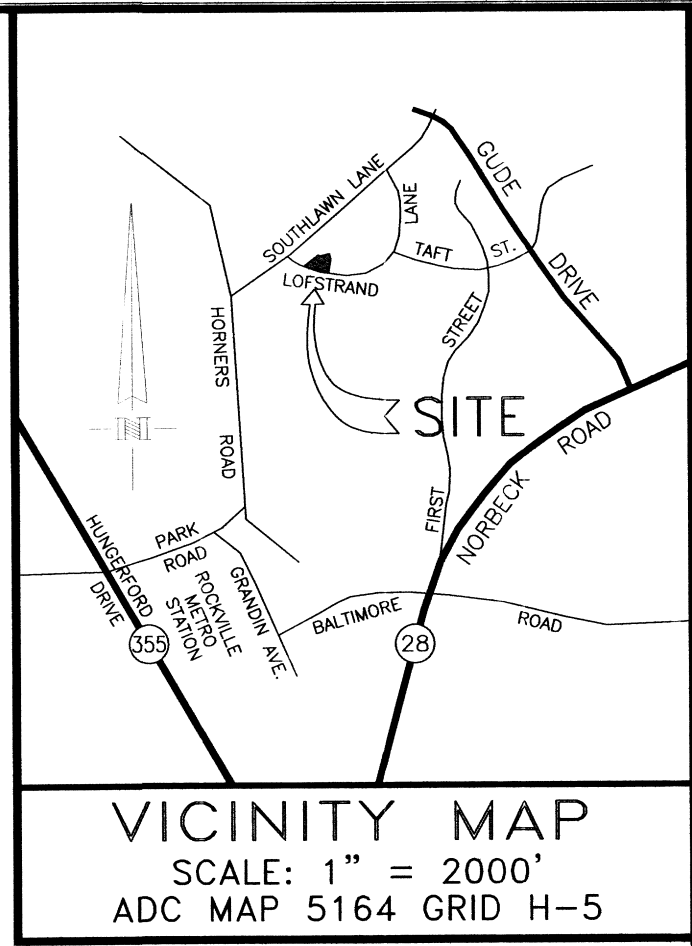 GUDE
DRIVE
SOUTHLAWN LANE
LANE
TAFT ST.
LOFSTRAND
HORNERS
ROAD
STREET
FIRST
SITE
NORBECK
ROAD
N
PARK
ROAD
HUNGERFORD
DRIVE
ROCKVILLE
METRO
STATION
GRANDIN AVE.
BALTIMORE
ROAD
355
28
VICINITY MAP
SCALE: 1" = 2000'
ADC MAP 5164 GRID H-5